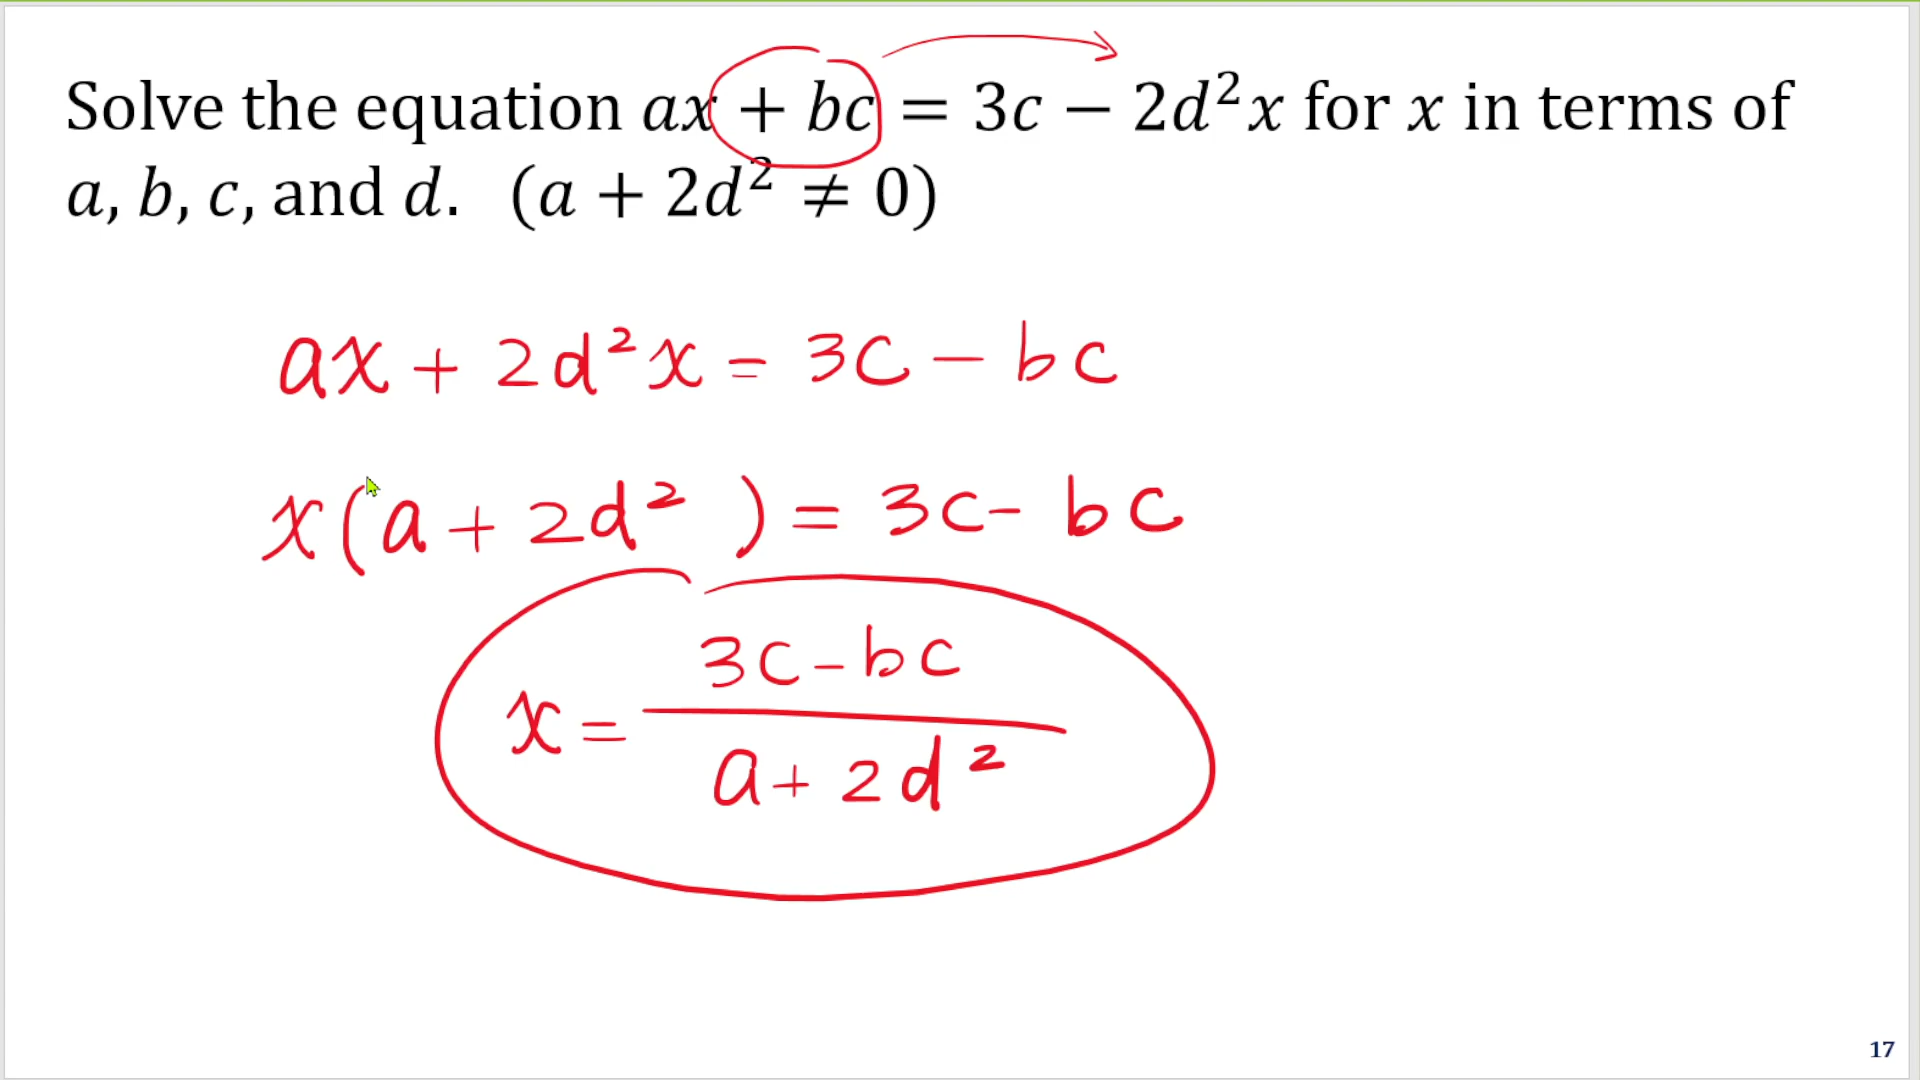 Solve the equation ax + bc = 3c − 2d²x for x in terms of
a, b, c, and d. (a + 2d² ≠ 0)
ax + 2d²x = 3c − bc
x(a + 2d² ) = 3c − bc
3c − bc
x =
a + 2d²
17